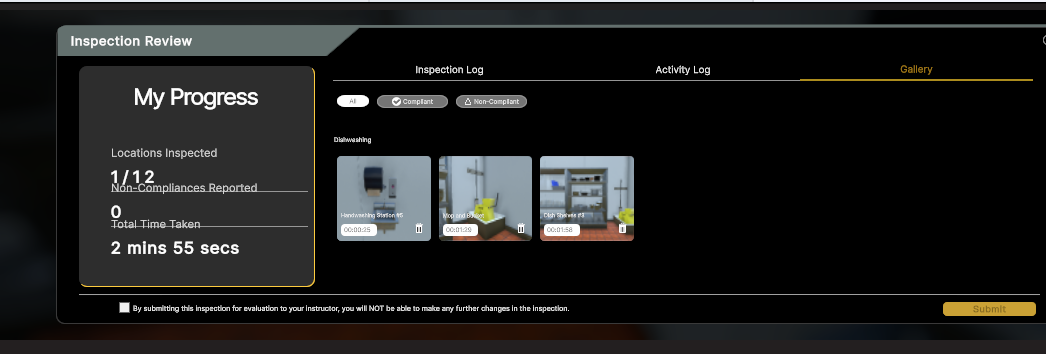 Inspection Review
My Progress
Locations Inspected
1/12
Non-Compliances Reported
0
Total Time Taken
2 mins 55 secs
Inspection Log
Activity Log
Gallery
All
Compliant
Non-Compliant
Dishwashing
Handwashing Station #5
00:00:25
Mop and Bucket
00:01:29
Dish Shelves #3
00:01:58
By submitting this inspection for evaluation to your instructor, you will NOT be able to make any further changes in the inspection.
Submit